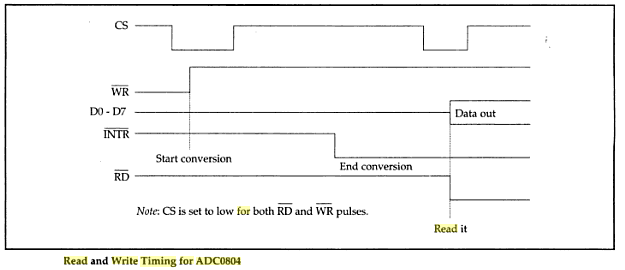 CS
WR
D0 - D7
Data out
INTR
Start conversion
End conversion
RD
Note: CS is set to low for both RD and WR pulses.
Read it
Read and Write Timing for ADC0804